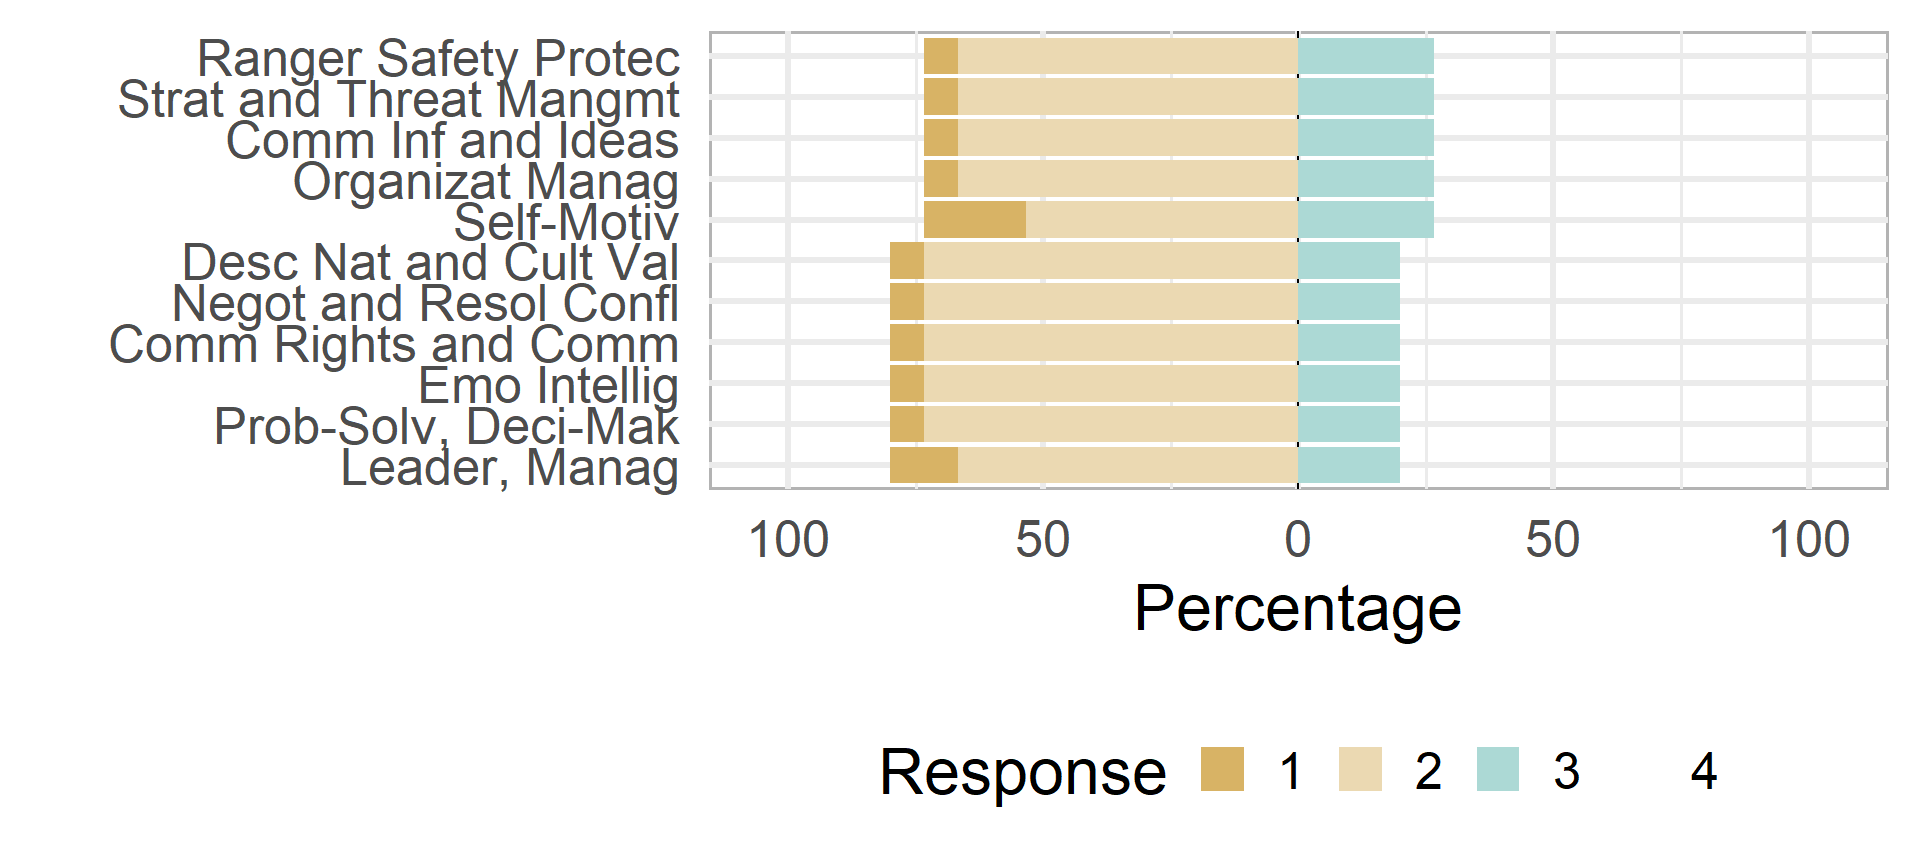 Ranger Safety Protec
Strat and Threat Mangmt
Comm Inf and Ideas
Organizat Manag
Self-Motiv
Desc Nat and Cult Val
Negot and Resol Confl
Comm Rights and Comm
Emo Intellig
Prob-Solv, Deci-Mak
Leader, Manag
100 50 0 50 100
Percentage
Response 1 2 3 4